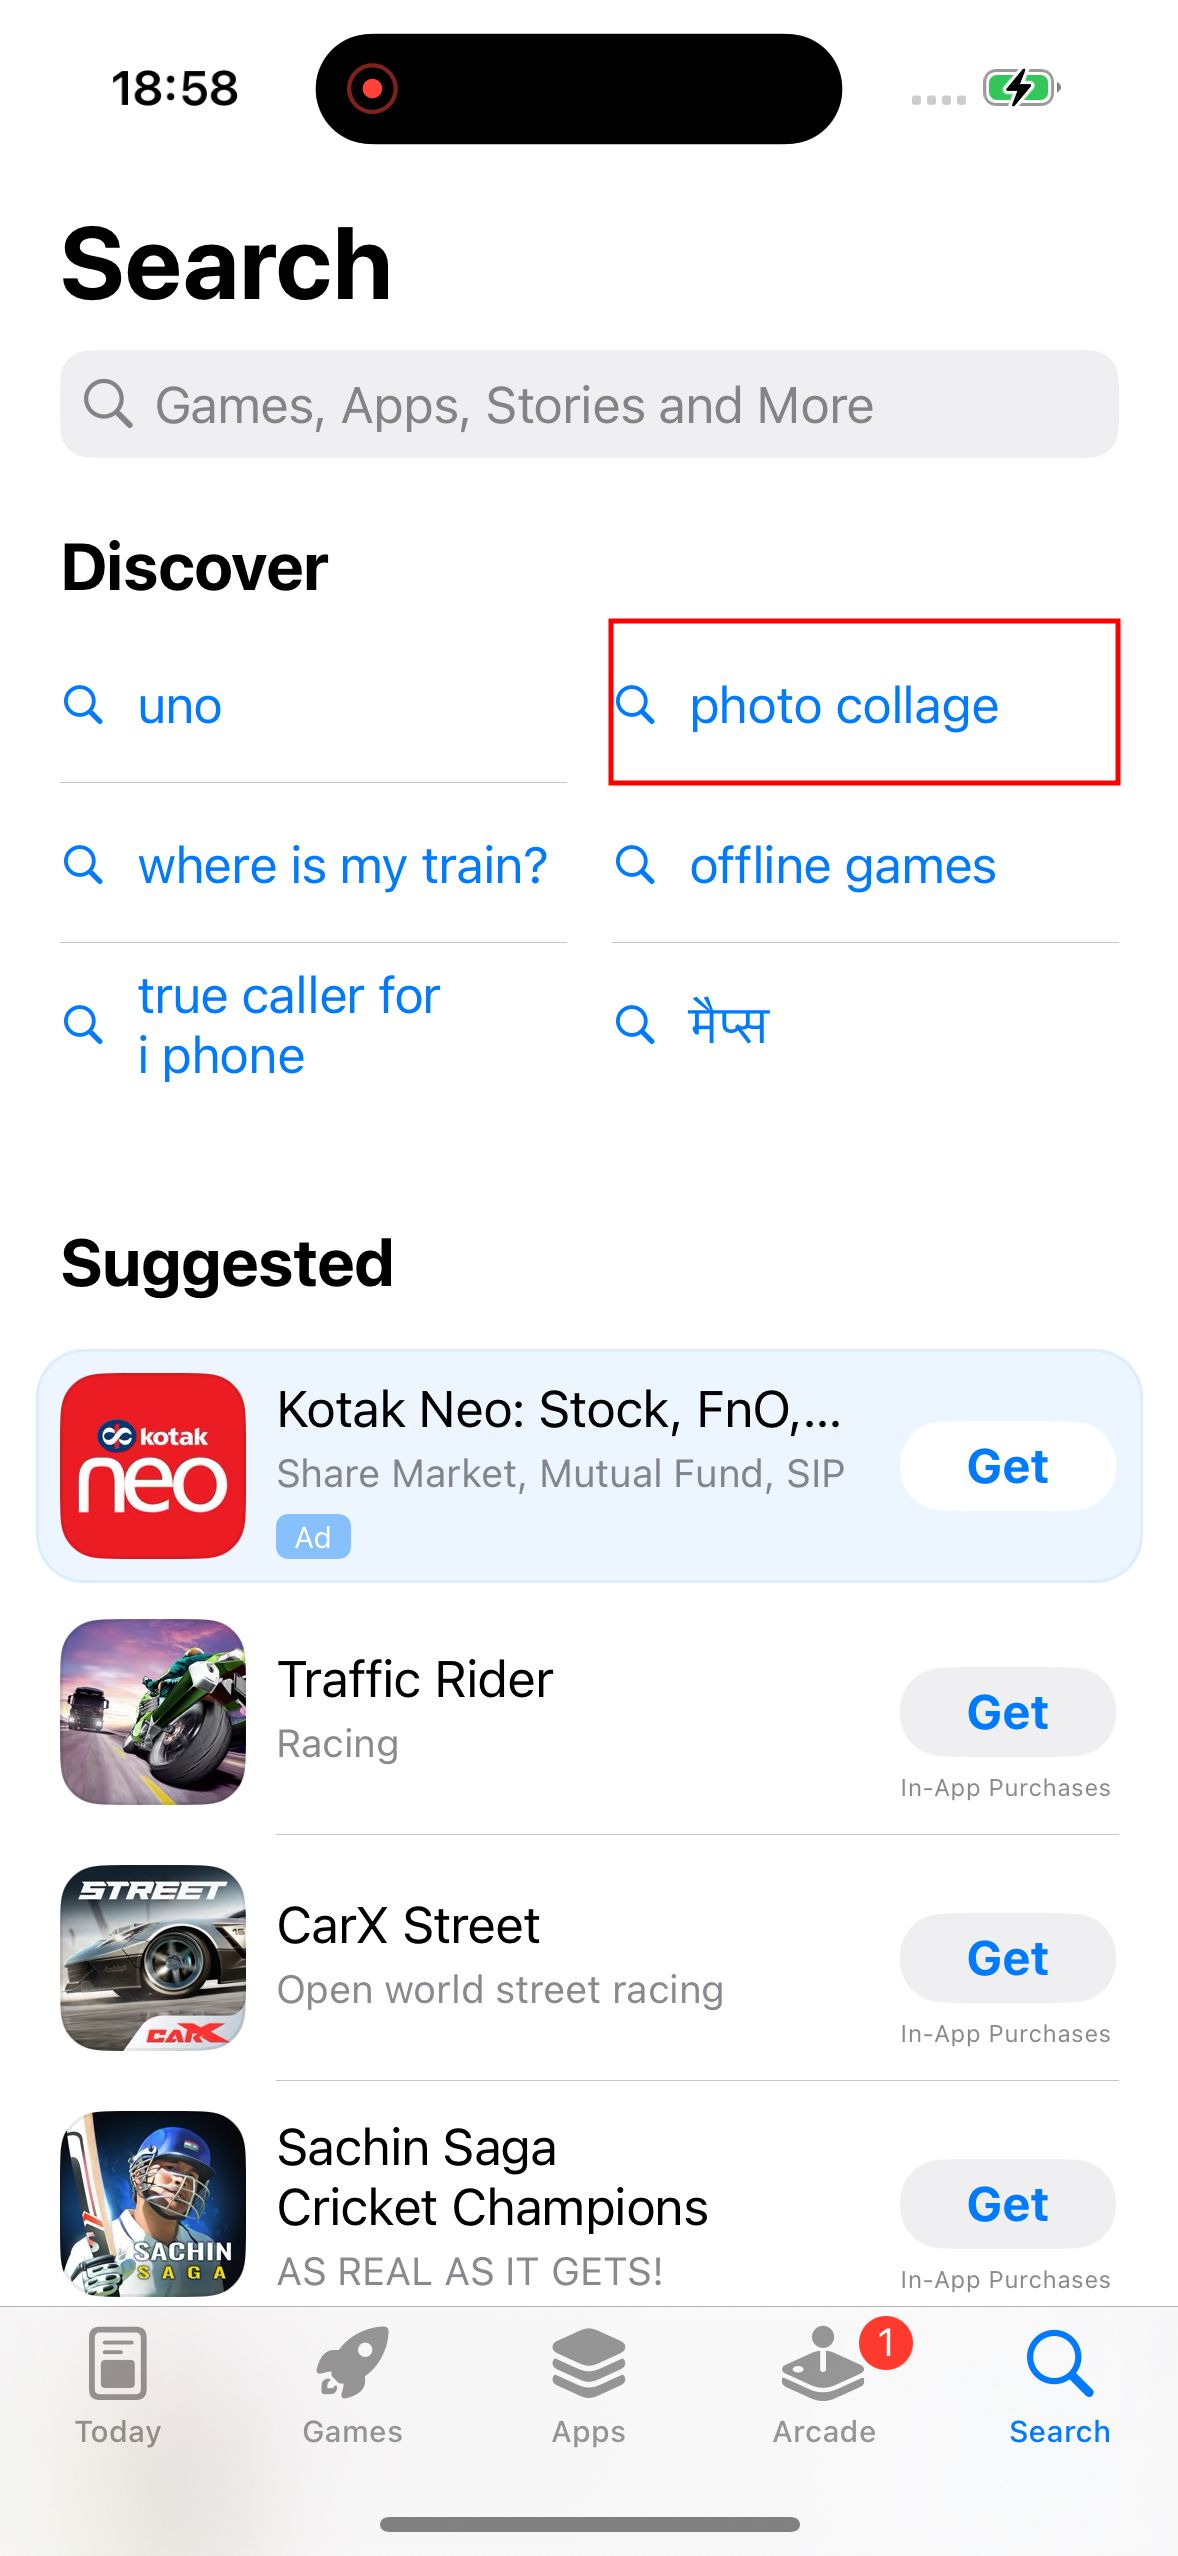 18:58
Search
Games, Apps, Stories and More
Discover
uno
photo collage
where is my train?
offline games
true caller for
i phone
मैप्स
Suggested
kotak
neo
Kotak Neo: Stock, FnO,...
Share Market, Mutual Fund, SIP
Ad
Get
Traffic Rider
Racing
Get
In-App Purchases
STREET
CARX
CarX Street
Open world street racing
Get
In-App Purchases
SACHIN
SAGA
Sachin Saga
Cricket Champions
AS REAL AS IT GETS!
Get
In-App Purchases
1
Today
Games
Apps
Arcade
Search